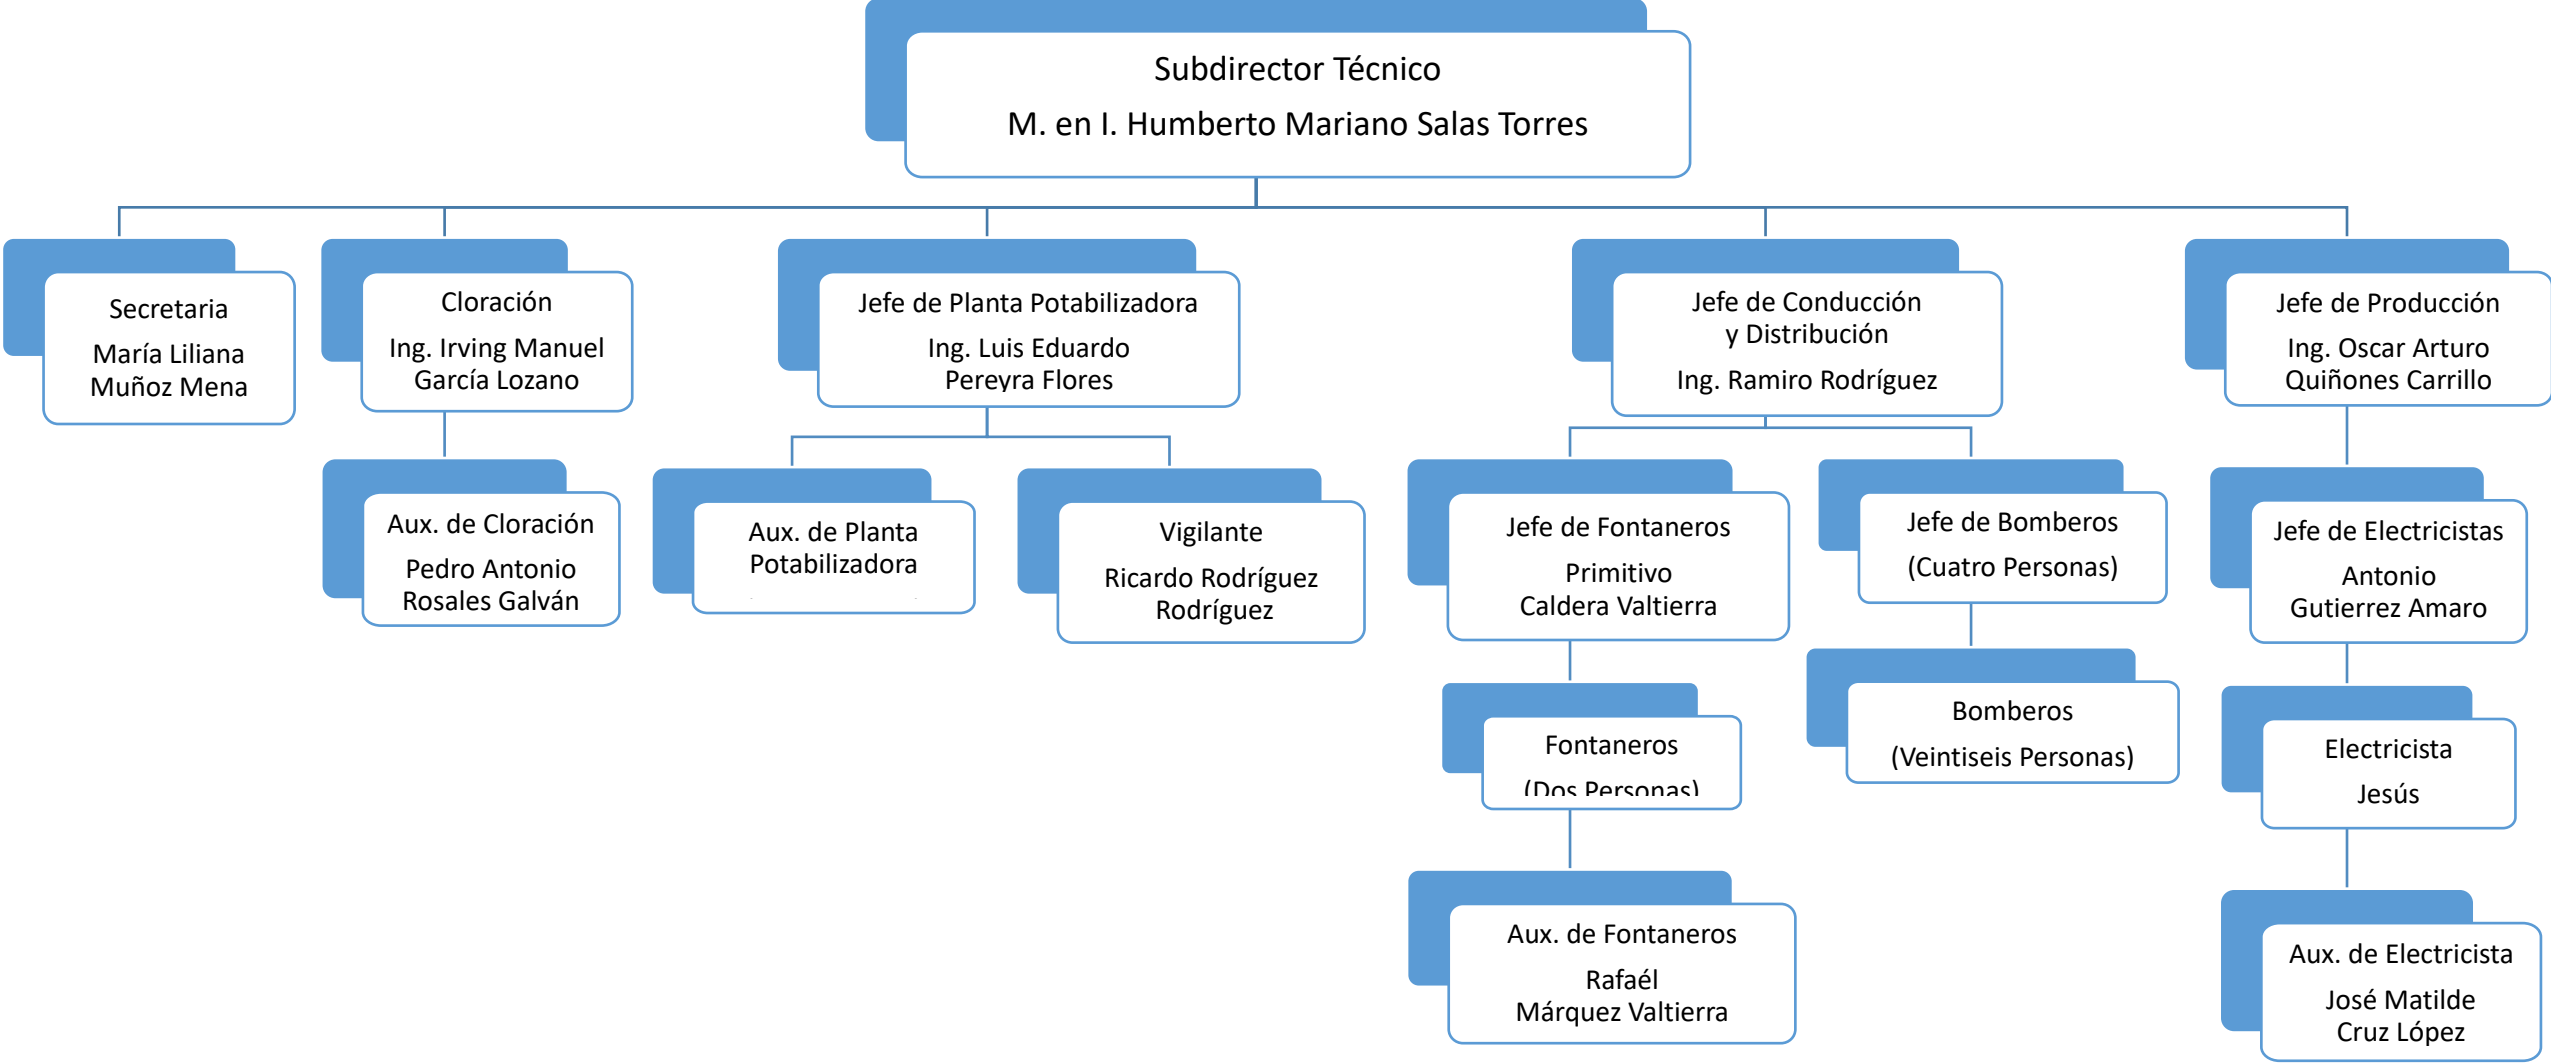 Subdirector Técnico
M. en I. Humberto Mariano Salas Torres
Secretaria
María Liliana
Muñoz Mena
Cloración
Ing. Irving Manuel
García Lozano
Aux. de Cloración
Pedro Antonio
Rosales Galván
Jefe de Planta Potabilizadora
Ing. Luis Eduardo
Pereyra Flores
Aux. de Planta
Potabilizadora
Vigilante
Ricardo Rodríguez
Rodríguez
Jefe de Conducción
y Distribución
Ing. Ramiro Rodríguez
Jefe de Fontaneros
Primitivo
Caldera Valtierra
Fontaneros
(Dos Personas)
Aux. de Fontaneros
Rafaél
Márquez Valtierra
Jefe de Bomberos
(Cuatro Personas)
Bomberos
(Veintiseis Personas)
Jefe de Producción
Ing. Oscar Arturo
Quiñones Carrillo
Jefe de Electricistas
Antonio
Gutierrez Amaro
Electricista
Jesús
Aux. de Electricista
José Matilde
Cruz López